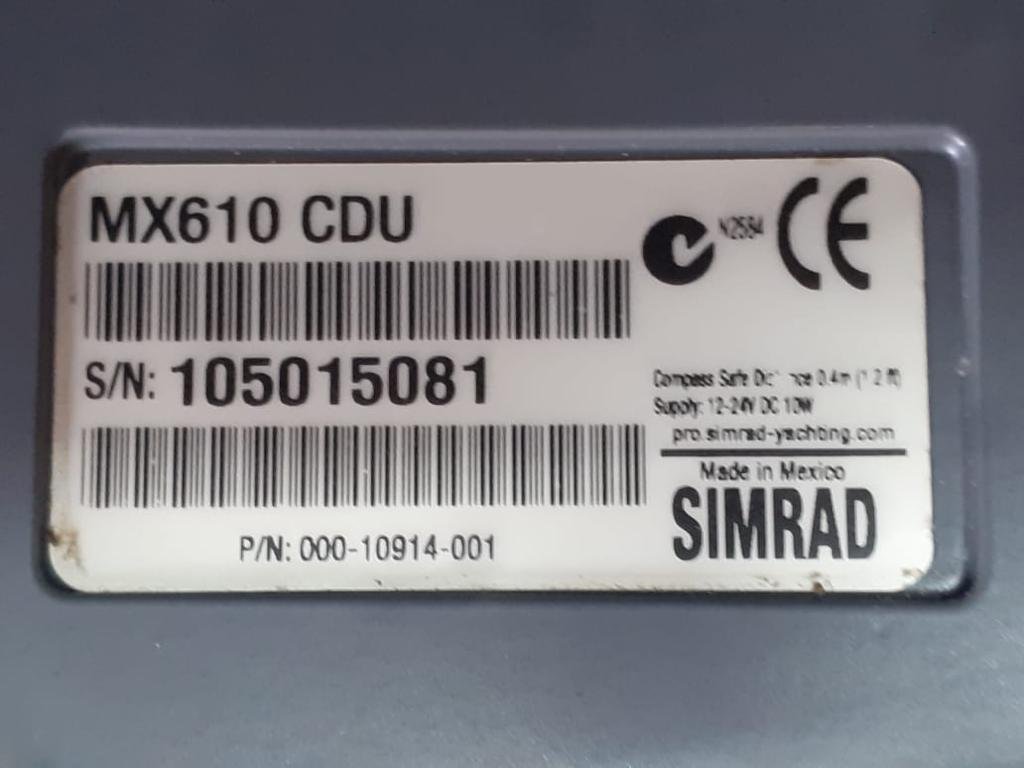 MX610 CDU
N2584
CE
S/N: 105015081
Compass Safe 0.4m
Supply: 12-24V DC 10W
pro.simrad-yachting.com
Made in Mexico
SIMRAD
P/N: 000-10914-001